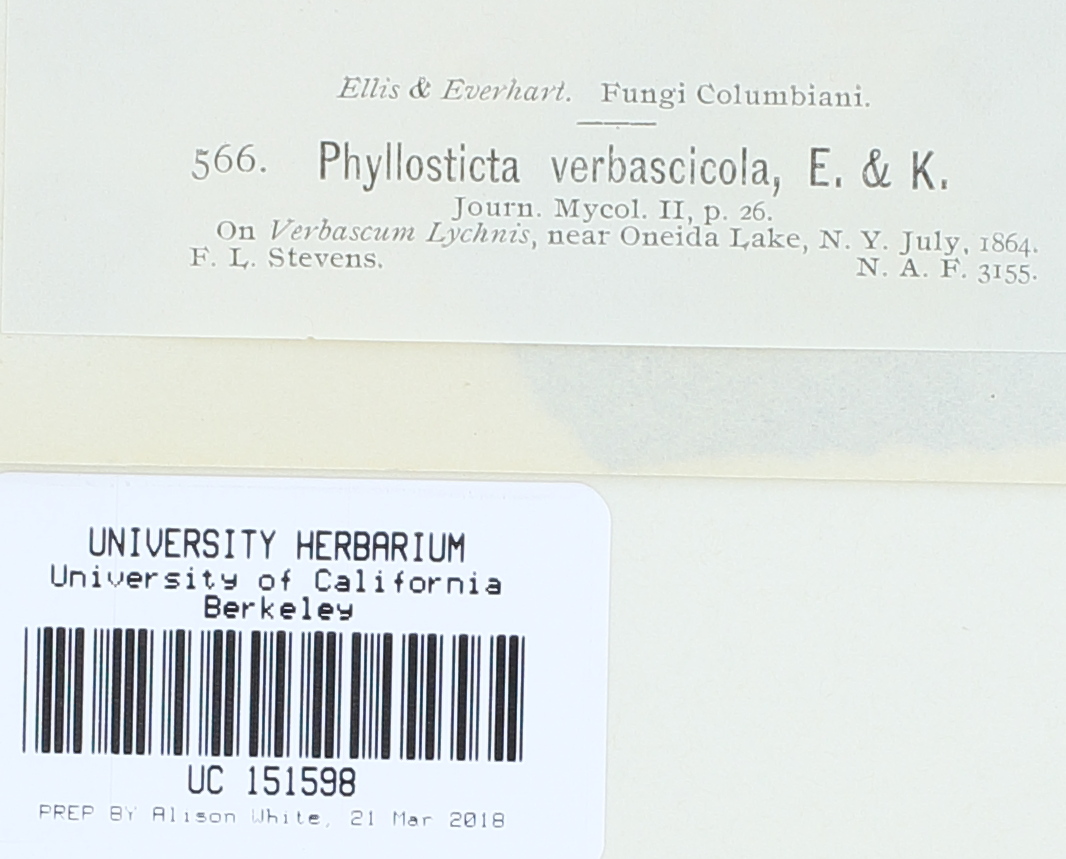 Ellis & Everhart. Fungi Columbiani.
566. Phyllosticta verbascicola, E. & K.
Journ. Mycol. II, p. 26.
On Verbascum Lychnis, near Oneida Lake, N. Y. July, 1864.
F. L. Stevens. N. A. F. 3155.
UNIVERSITY HERBARIUM
University of California
Berkeley
UC 151598
PREP BY Alison White, 21 Mar 2018